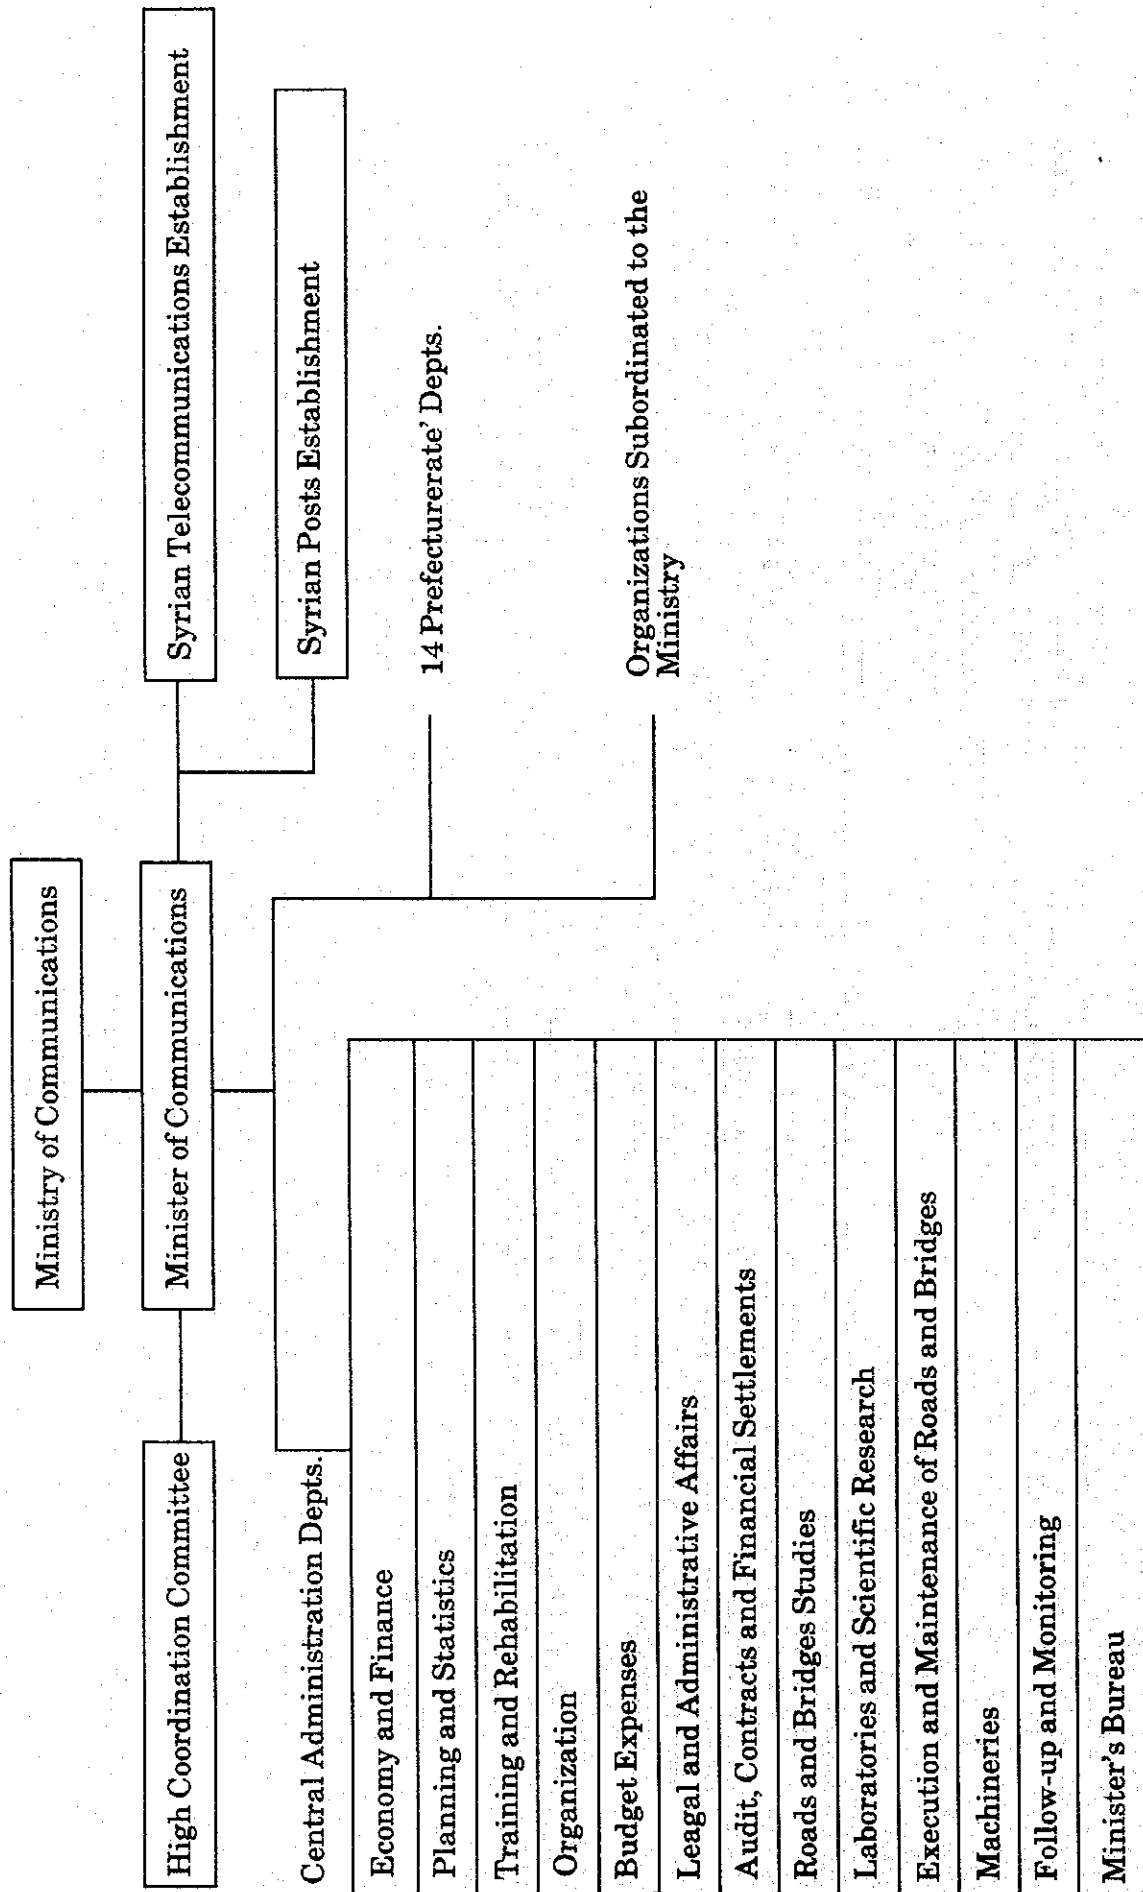 Ministry of Communications
High Coordination Committee
Minister of Communications
Syrian Telecommunications Establishment
Syrian Posts Establishment
Central Administration Depts.
Economy and Finance
Planning and Statistics
Training and Rehabilitation
Organization
Budget Expenses
Leagal and Administrative Affairs
Audit, Contracts and Financial Settlements
Roads and Bridges Studies
Laboratories and Scientific Research
Execution and Maintenance of Roads and Bridges
Machineries
Follow-up and Monitoring
Minister's Bureau
14 Prefecturerate' Depts.
Organizations Subordinated to the
Ministry